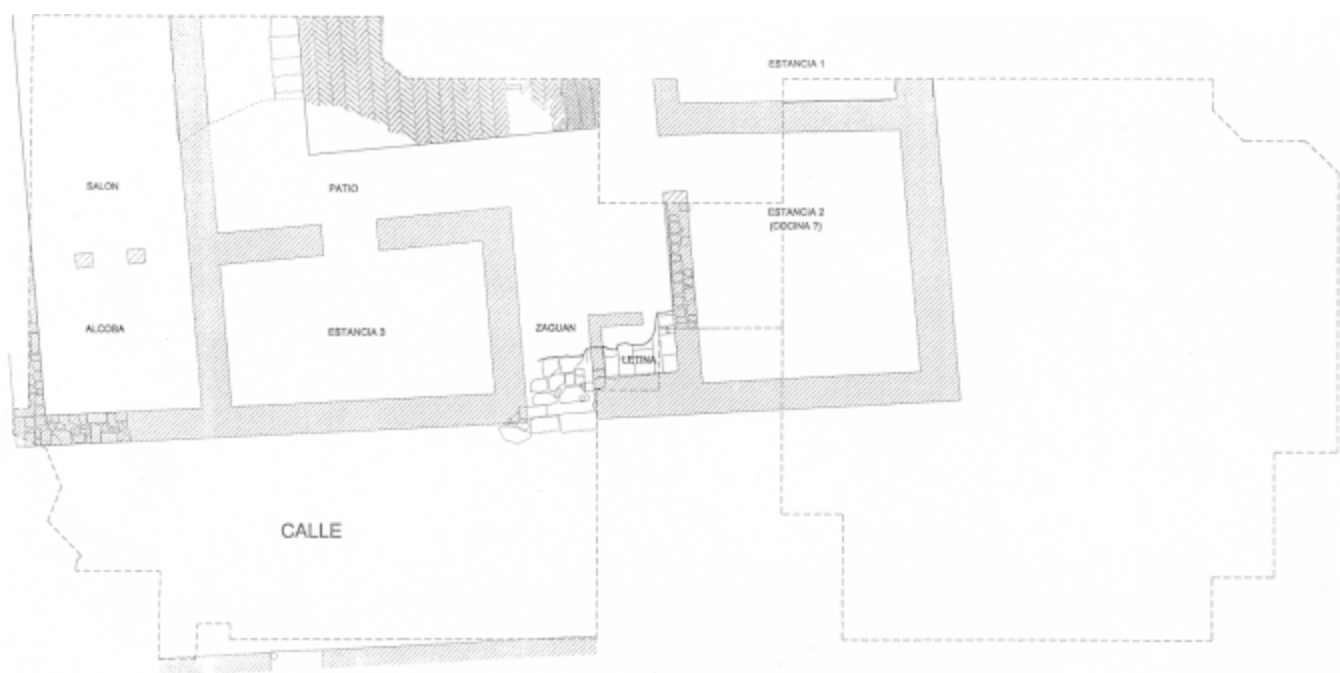 ESTANCIA 1
SALON
PATIO
ESTANCIA 2
(COCINA ?)
ALCOBA
ESTANCIA 3
ZAGUAN
LETINA
CALLE